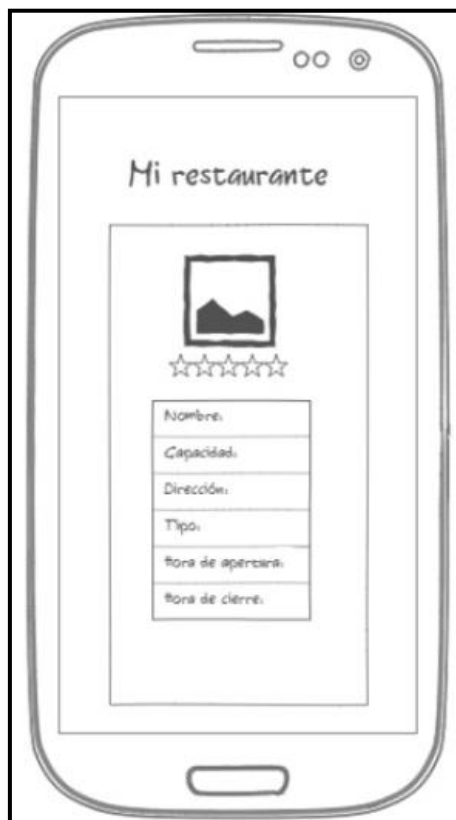 Mi restaurante
Nombre:
Capacidad:
Dirección:
Tipo:
Hora de apertura:
Hora de cierre: